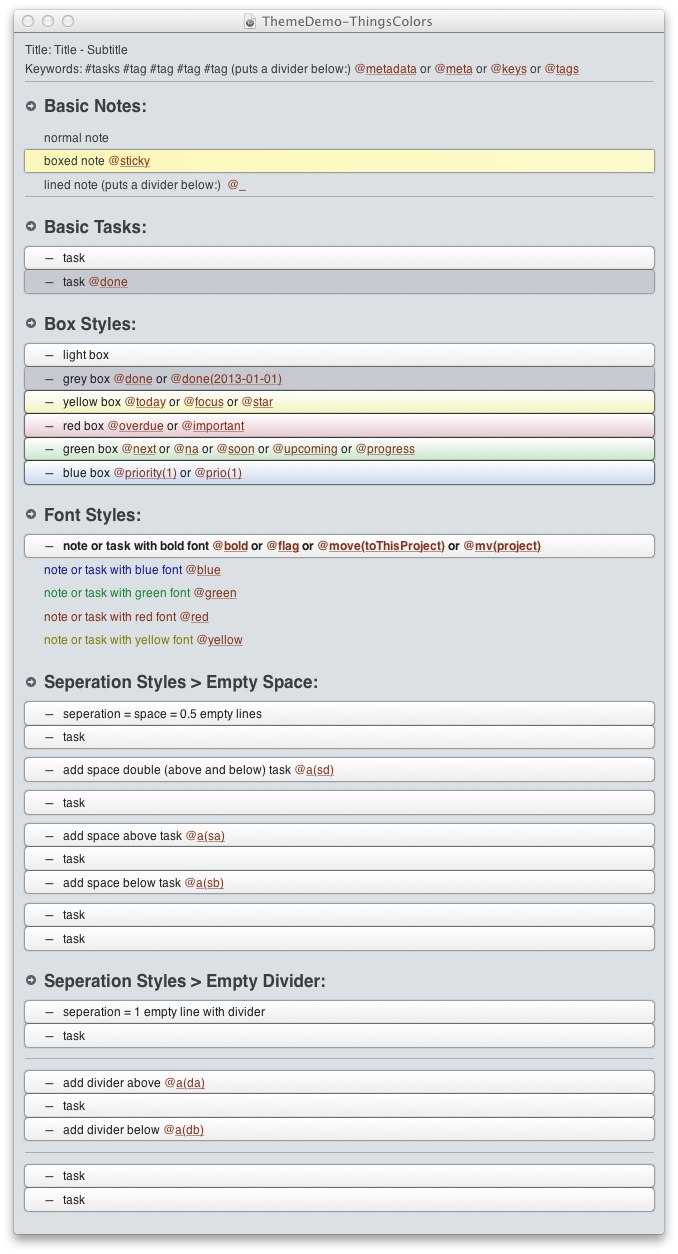 ThemeDemo-ThingsColors
Title: Title - Subtitle
Keywords: #tasks #tag #tag #tag #tag (puts a divider below:) @metadata or @meta or @keys or @tags
Basic Notes:
normal note
boxed note @sticky
lined note (puts a divider below:) @_
Basic Tasks:
– task
– task @done
Box Styles:
– light box
– grey box @done or @done(2013-01-01)
– yellow box @today or @focus or @star
– red box @overdue or @important
– green box @next or @na or @soon or @upcoming or @progress
– blue box @priority(1) or @prio(1)
Font Styles:
– note or task with bold font @bold or @flag or @move(toThisProject) or @mv(project)
note or task with blue font @blue
note or task with green font @green
note or task with red font @red
note or task with yellow font @yellow
Seperation Styles > Empty Space:
– seperation = space = 0.5 empty lines
– task
– add space double (above and below) task @a(sd)
– task
– add space above task @a(sa)
– task
– add space below task @a(sb)
– task
– task
Seperation Styles > Empty Divider:
– seperation = 1 empty line with divider
– task
– add divider above @a(da)
– task
– add divider below @a(db)
– task
– task